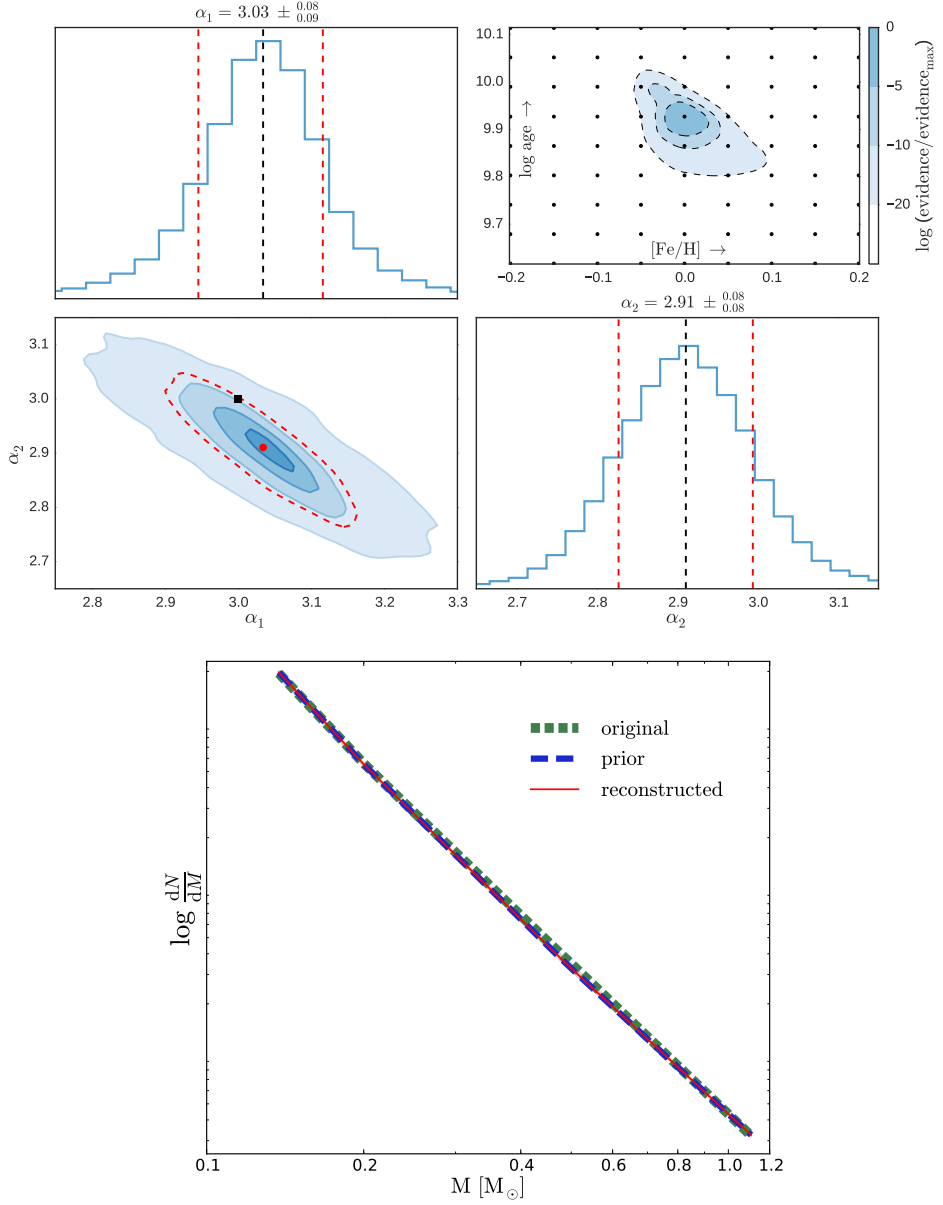 α₁ = 3.03 ± 0.08 0.09
10.1
10.0
9.9
9.8
9.7
log age →
[Fe/H] →
−0.2 −0.1 0.0 0.1 0.2
0
−5
−10
−20
log (evidence/evidence_max)
α₂ = 2.91 ± 0.08 0.08
3.1
3.0
2.9
2.8
2.7
α₂
2.8 2.9 3.0 3.1 3.2 3.3
α₁
2.7 2.8 2.9 3.0 3.1
α₂
original
prior
reconstructed
log dN/dM
0.1 0.2 0.4 0.6 0.8 1.0 1.2
M [M⊙]